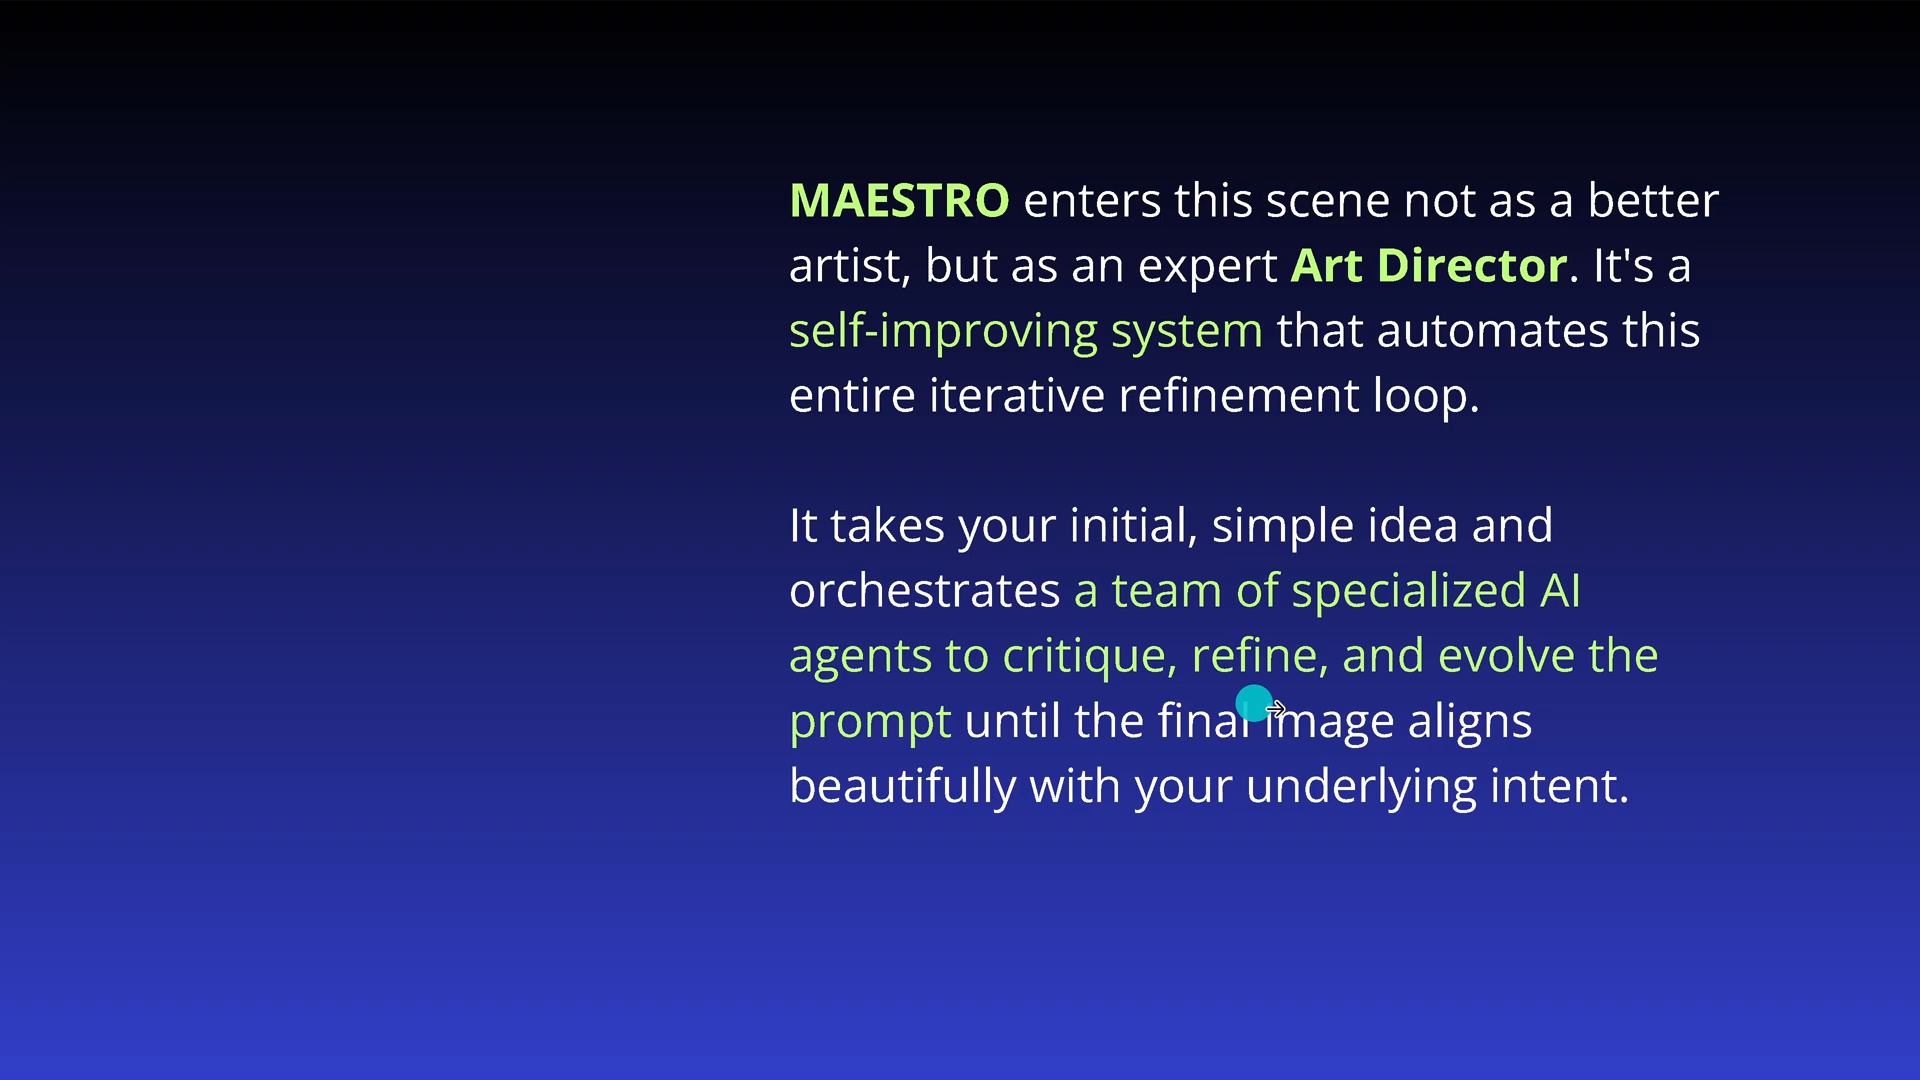 MAESTRO enters this scene not as a better
artist, but as an expert Art Director. It's a
self-improving system that automates this
entire iterative refinement loop.
It takes your initial, simple idea and
orchestrates a team of specialized AI
agents to critique, refine, and evolve the
prompt until the final image aligns
beautifully with your underlying intent.